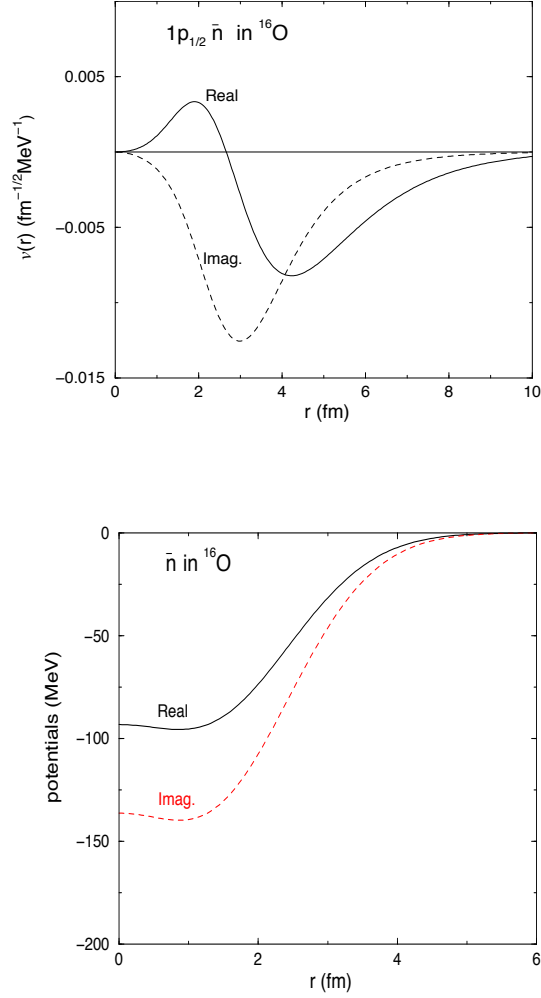 1p1/2 n̄ in 16O
0.005
Real
0.000
ν(r) (fm−1/2MeV−1)
−0.005
Imag.
−0.015
0 2 4 6 8 10
r (fm)
0
n̄ in 16O
−50
potentials (MeV)
Real
−100
Imag.
−150
−200
0 2 4 6
r (fm)